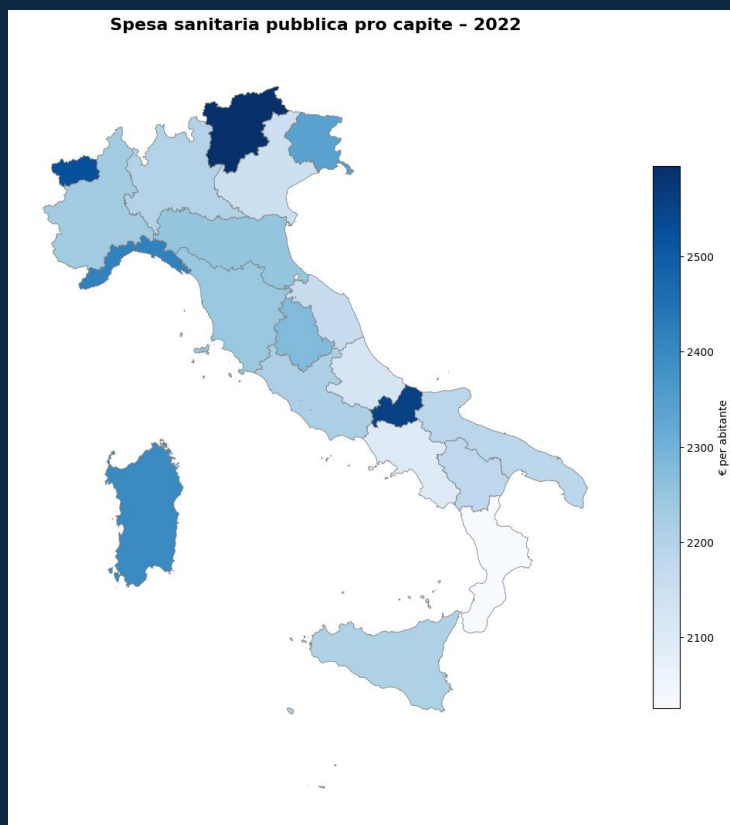 Spesa sanitaria pubblica pro capite – 2022
2500
2400
2300
2200
2100
€ per abitante